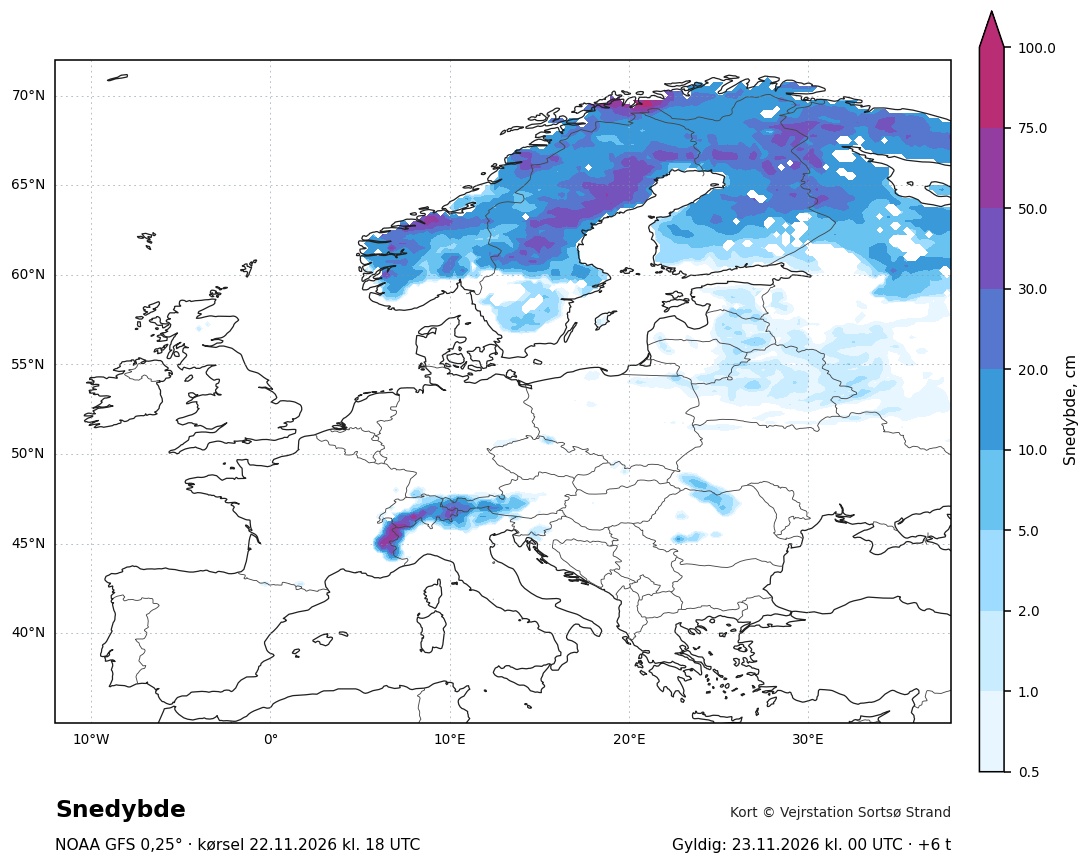 100.0
75.0
50.0
30.0
20.0
10.0
5.0
2.0
1.0
0.5
Snedybde, cm
70°N
65°N
60°N
55°N
50°N
45°N
40°N
10°W 0° 10°E 20°E 30°E
Snedybde
Kort © Vejrstation Sortsø Strand
NOAA GFS 0,25° · kørsel 22.11.2026 kl. 18 UTC
Gyldig: 23.11.2026 kl. 00 UTC · +6 t